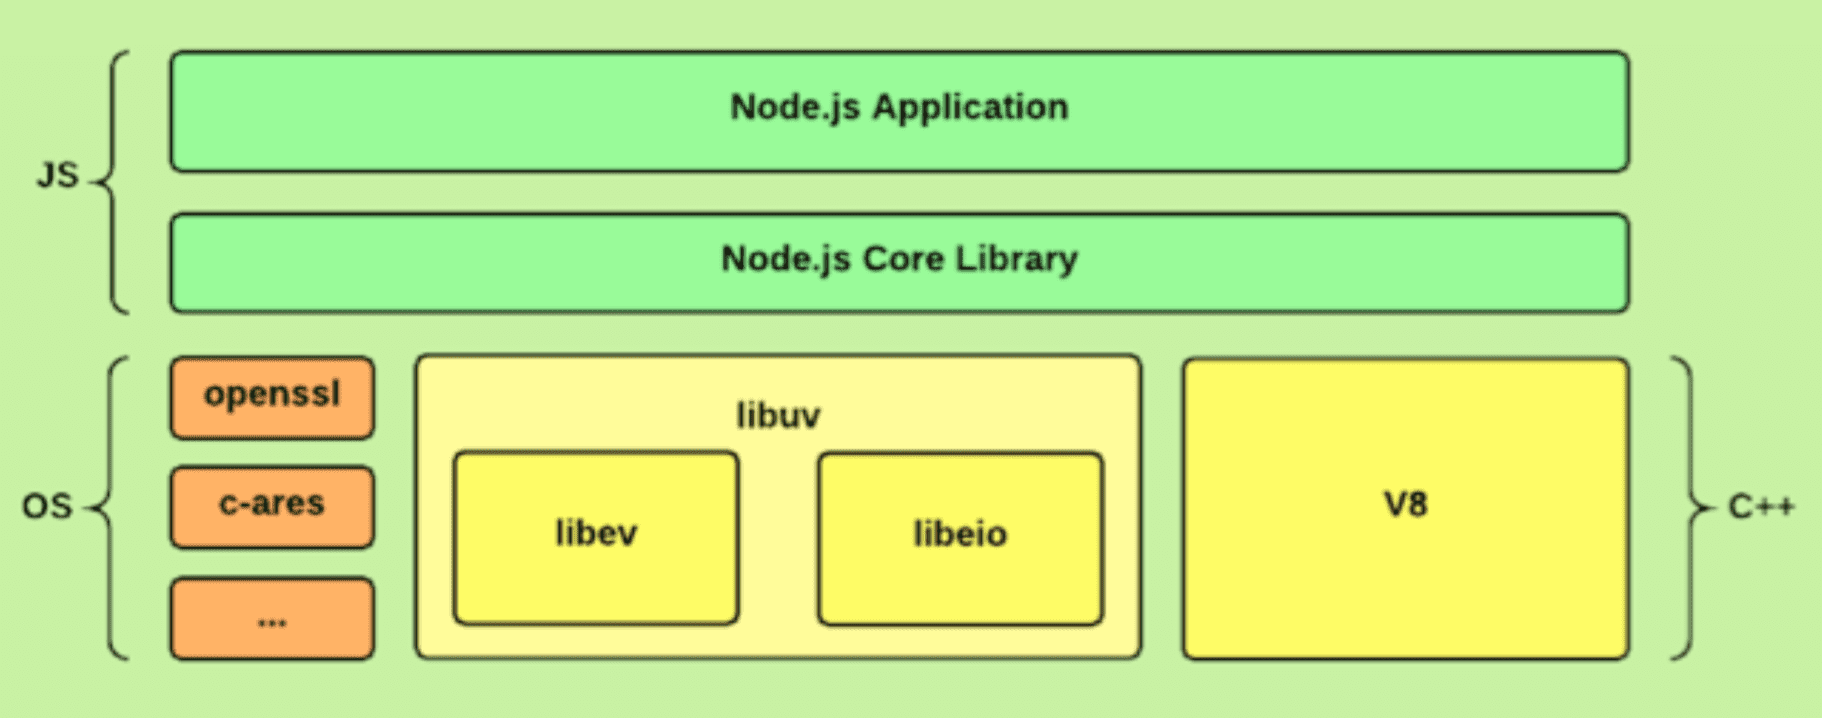 Node.js Application
JS
Node.js Core Library
openssl
libuv
c-ares
libev
libeio
V8
OS
C++
...